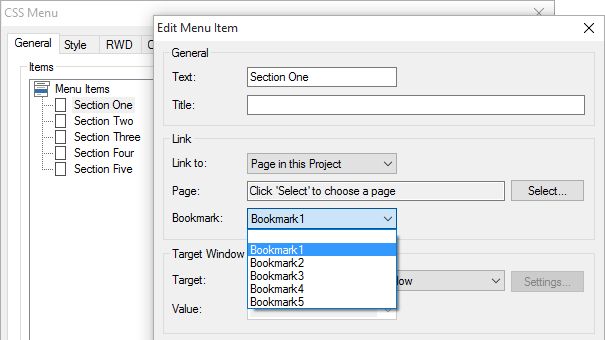 CSS Menu
General
Style
RWD
Items
Menu Items
Section One
Section Two
Section Three
Section Four
Section Five
Edit Menu Item
General
Text: Section One
Title:
Link
Link to: Page in this Project
Page: Click 'Select' to choose a page Select...
Bookmark: Bookmark1
Bookmark1
Bookmark2
Bookmark3
Bookmark4
Bookmark5
Target Window
Target: Settings...
Value: